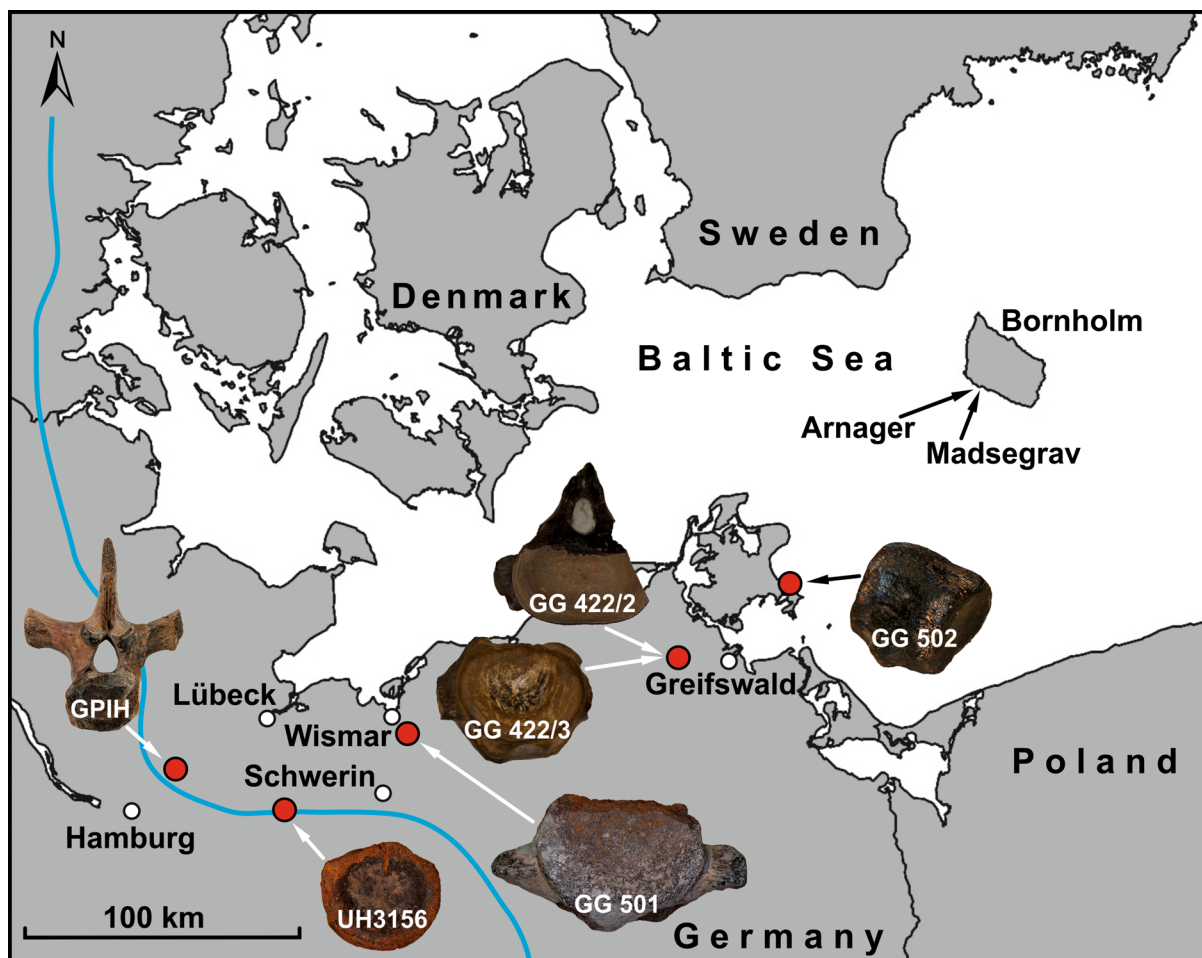 N
Sweden
Denmark
Bornholm
Baltic Sea
Arnager
Madsegrav
GG 422/2
GG 502
GPIH
Lübeck
Greifswald
Wismar
GG 422/3
Poland
Schwerin
Hamburg
GG 501
100 km
UH3156
Germany